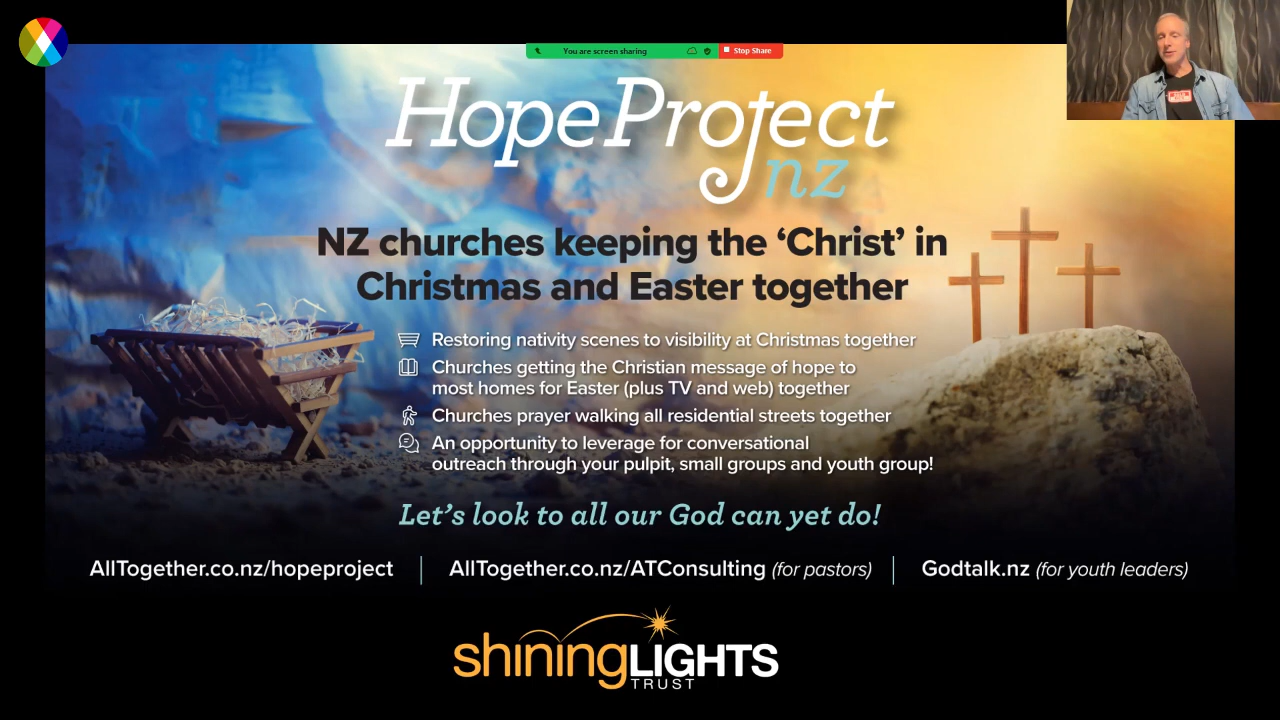 You are screen sharing
Stop Share
Hope Project
nz
NZ churches keeping the ‘Christ’ in
Christmas and Easter together
Restoring nativity scenes to visibility at Christmas together
Churches getting the Christian message of hope to
most homes for Easter (plus TV and web) together
Churches prayer walking all residential streets together
An opportunity to leverage for conversational
outreach through your pulpit, small groups and youth group!
Let’s look to all our God can yet do!
AllTogether.co.nz/hopeproject | AllTogether.co.nz/ATConsulting (for pastors) | Godtalk.nz (for youth leaders)
shiningLIGHTS
TRUST